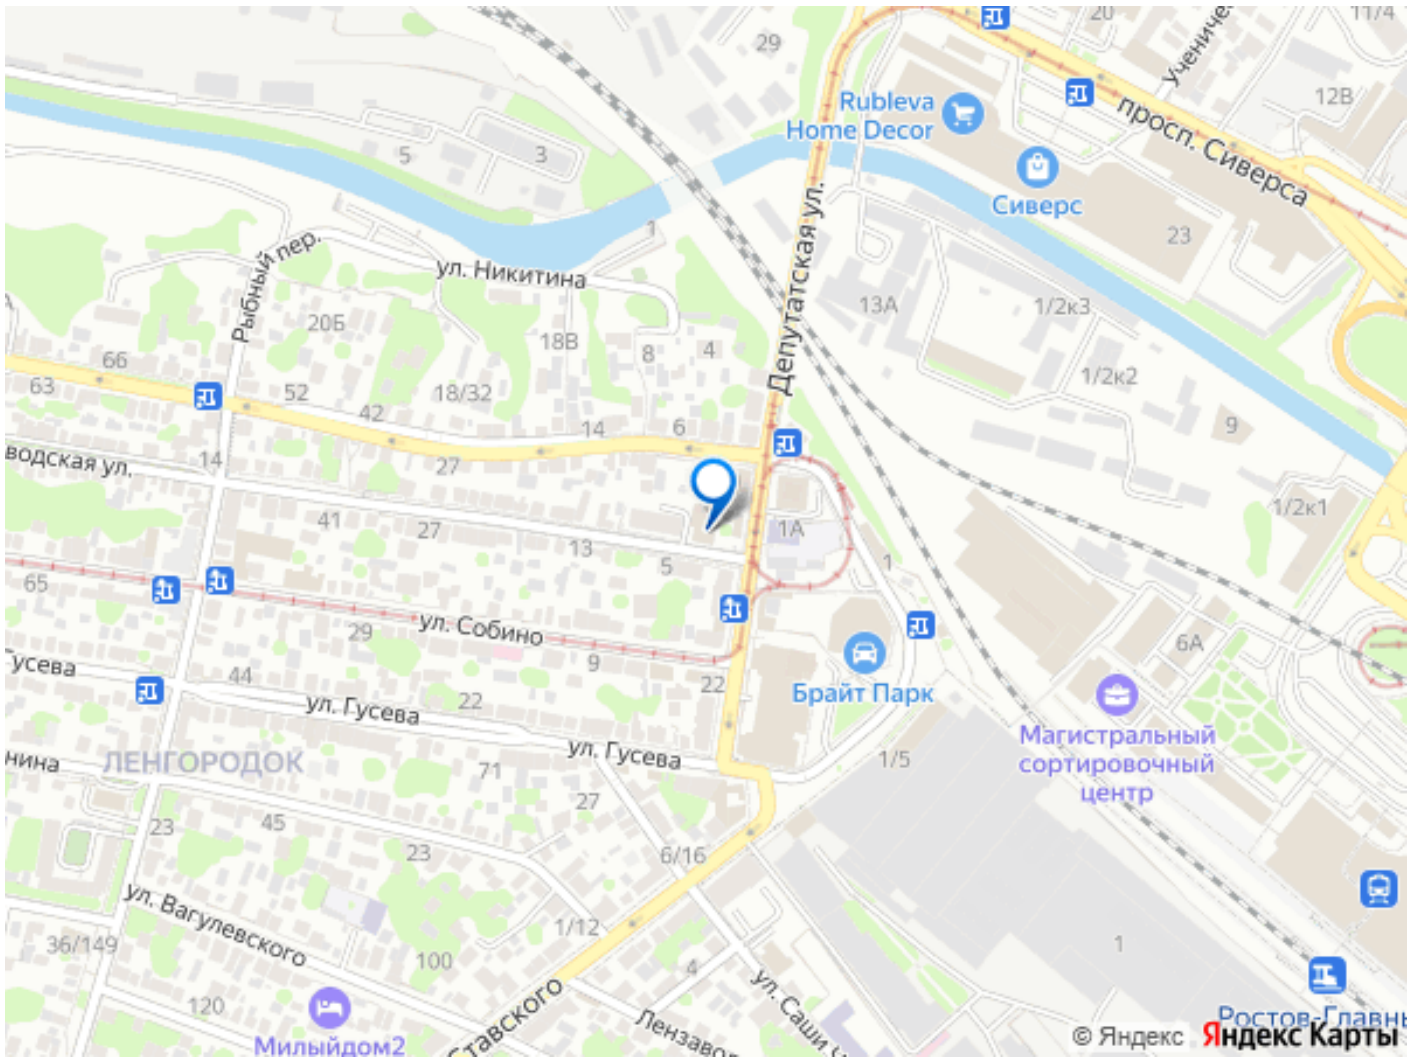 29
20
11/4
Rubleva
Home Decor
12В
просп. Сиверса
Сиверс
23
5
3
1
Депутатская ул.
ул. Никитина
Рыбный пер.
20Б
18В
8
4
13А
1/2к3
1/2к2
66
63
52
42
18/32
14
6
9
27
водская ул.
14
41
27
13
5
1А
1
1/2к1
65
29
ул. Собино
9
22
6А
усева
44
22
ул. Гусева
ул. Гусева
Брайт Парк
Магистральный
сортировочный
центр
1/5
нина
ЛЕНГОРОДОК
71
27
23
45
23
6/16
ул. Вагулевского
36/149
100
1/12
4
1
120
Милыйдом2
Ставского
Лензавод
ул. Саши
Ростов-Главн
© Яндекс Яндекс Карты